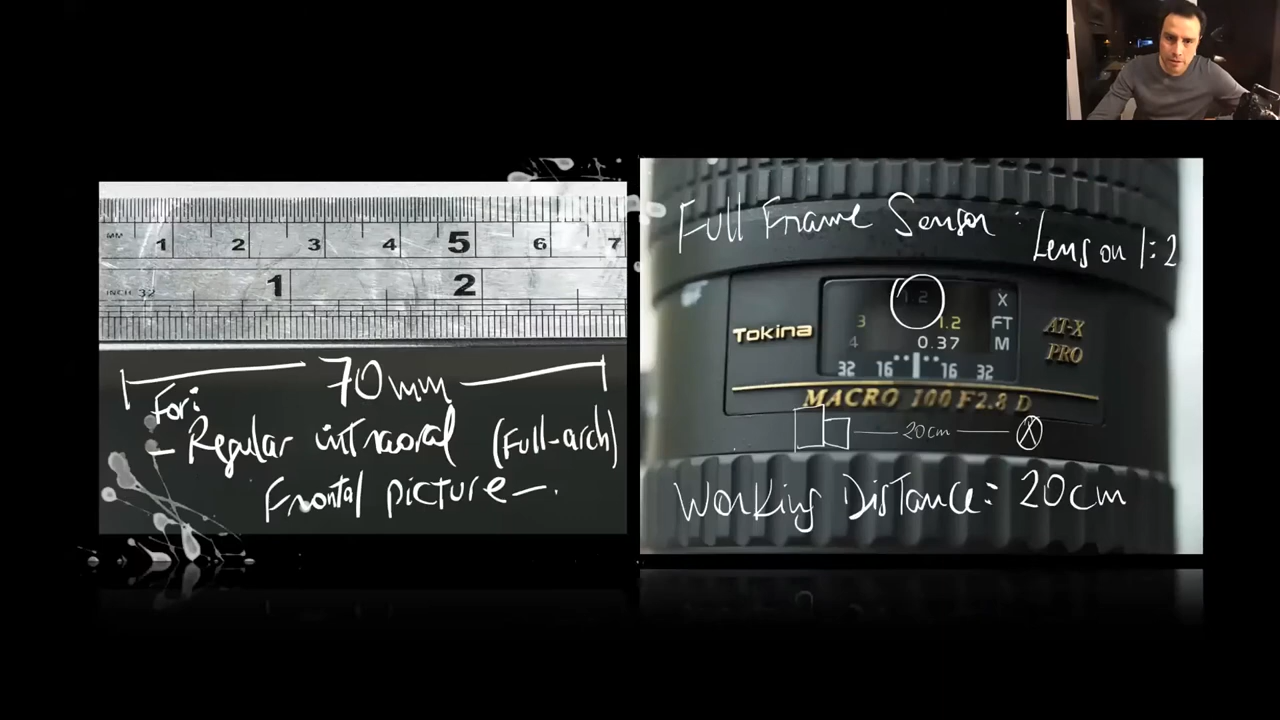 MM 1 2 3 4 5 6 7
INCH 32 1 2
70mm
For:
- Regular intraoral (Full-arch)
Frontal picture -.
Full Frame Sensor :
Lens on 1:2
1:2 X
3 1.2 FT
4 0.37 M
32 16 16 32
Tokina
AT-X
PRO
MACRO 100 F2.8 D
20cm
Working Distance: 20cm